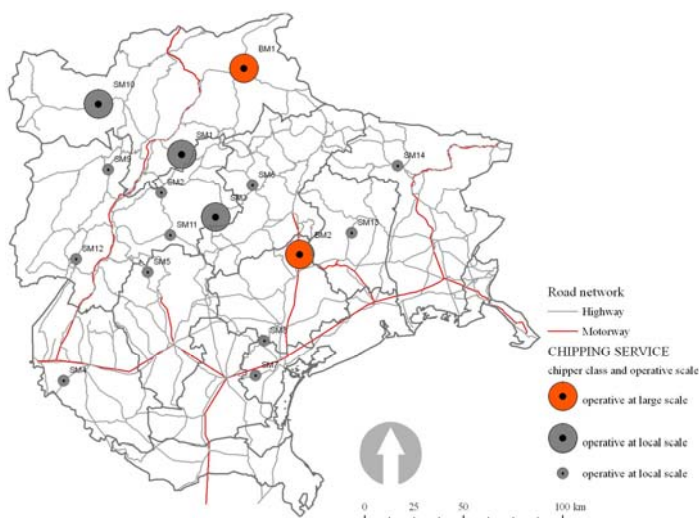 BM1
SM10
SM1
SM9
SM14
SM2
SM6
SM3
SM11
SM13
BM2
SM12
SM5
SM4
SM7
Road network
Highway
Motorway
CHIPPING SERVICE
chipper class and operative scale
operative at large scale
operative at local scale
operative at local scale
0 25 50 100 km